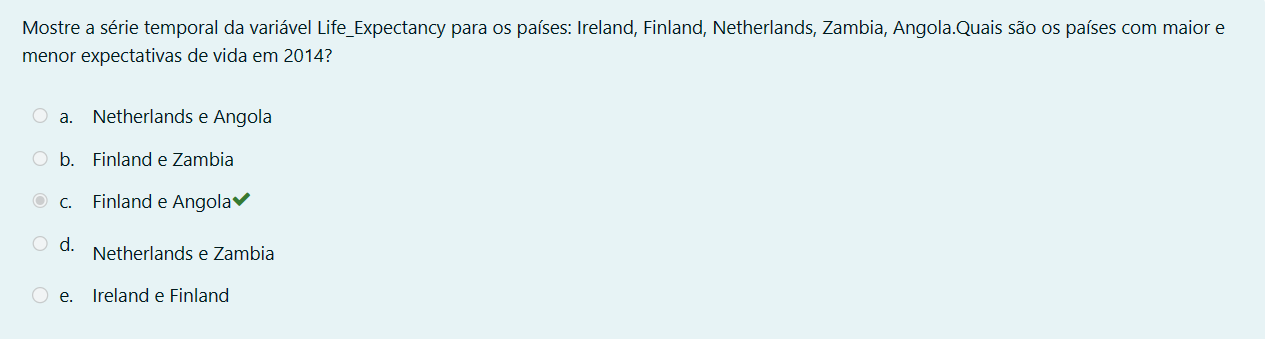 Mostre a série temporal da variável Life_Expectancy para os países: Ireland, Finland, Netherlands, Zambia, Angola.Quais são os países com maior e
menor expectativas de vida em 2014?
a. Netherlands e Angola
b. Finland e Zambia
c. Finland e Angola
d. Netherlands e Zambia
e. Ireland e Finland